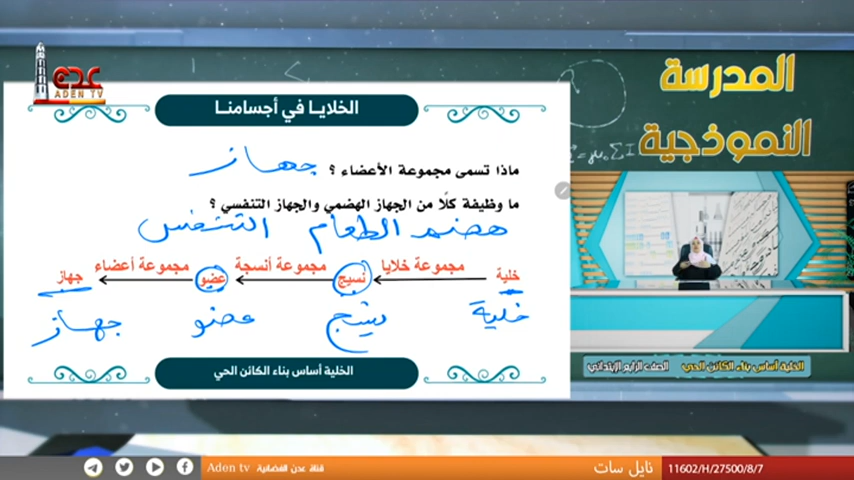 عدن
ADEN TV
المدرسة
النموذجية
الخلايا في أجسامنا
ماذا تسمى مجموعة الأعضاء ؟ جهاز
ما وظيفة كلًا من الجهاز الهضمي والجهاز التنفسي ؟
هضم الطعام التنفس
خلية مجموعة خلايا نسيج مجموعة أنسجة عضو مجموعة أعضاء جهاز
خلية نسيج عضو جهاز
الخلية أساس بناء الكائن الحي
الخلية أساس بناء الكائن الحي الصف الرابع الإبتدائي
Aden tv قناة عدن الفضائية نايل سات 11602/H/27500/8/7